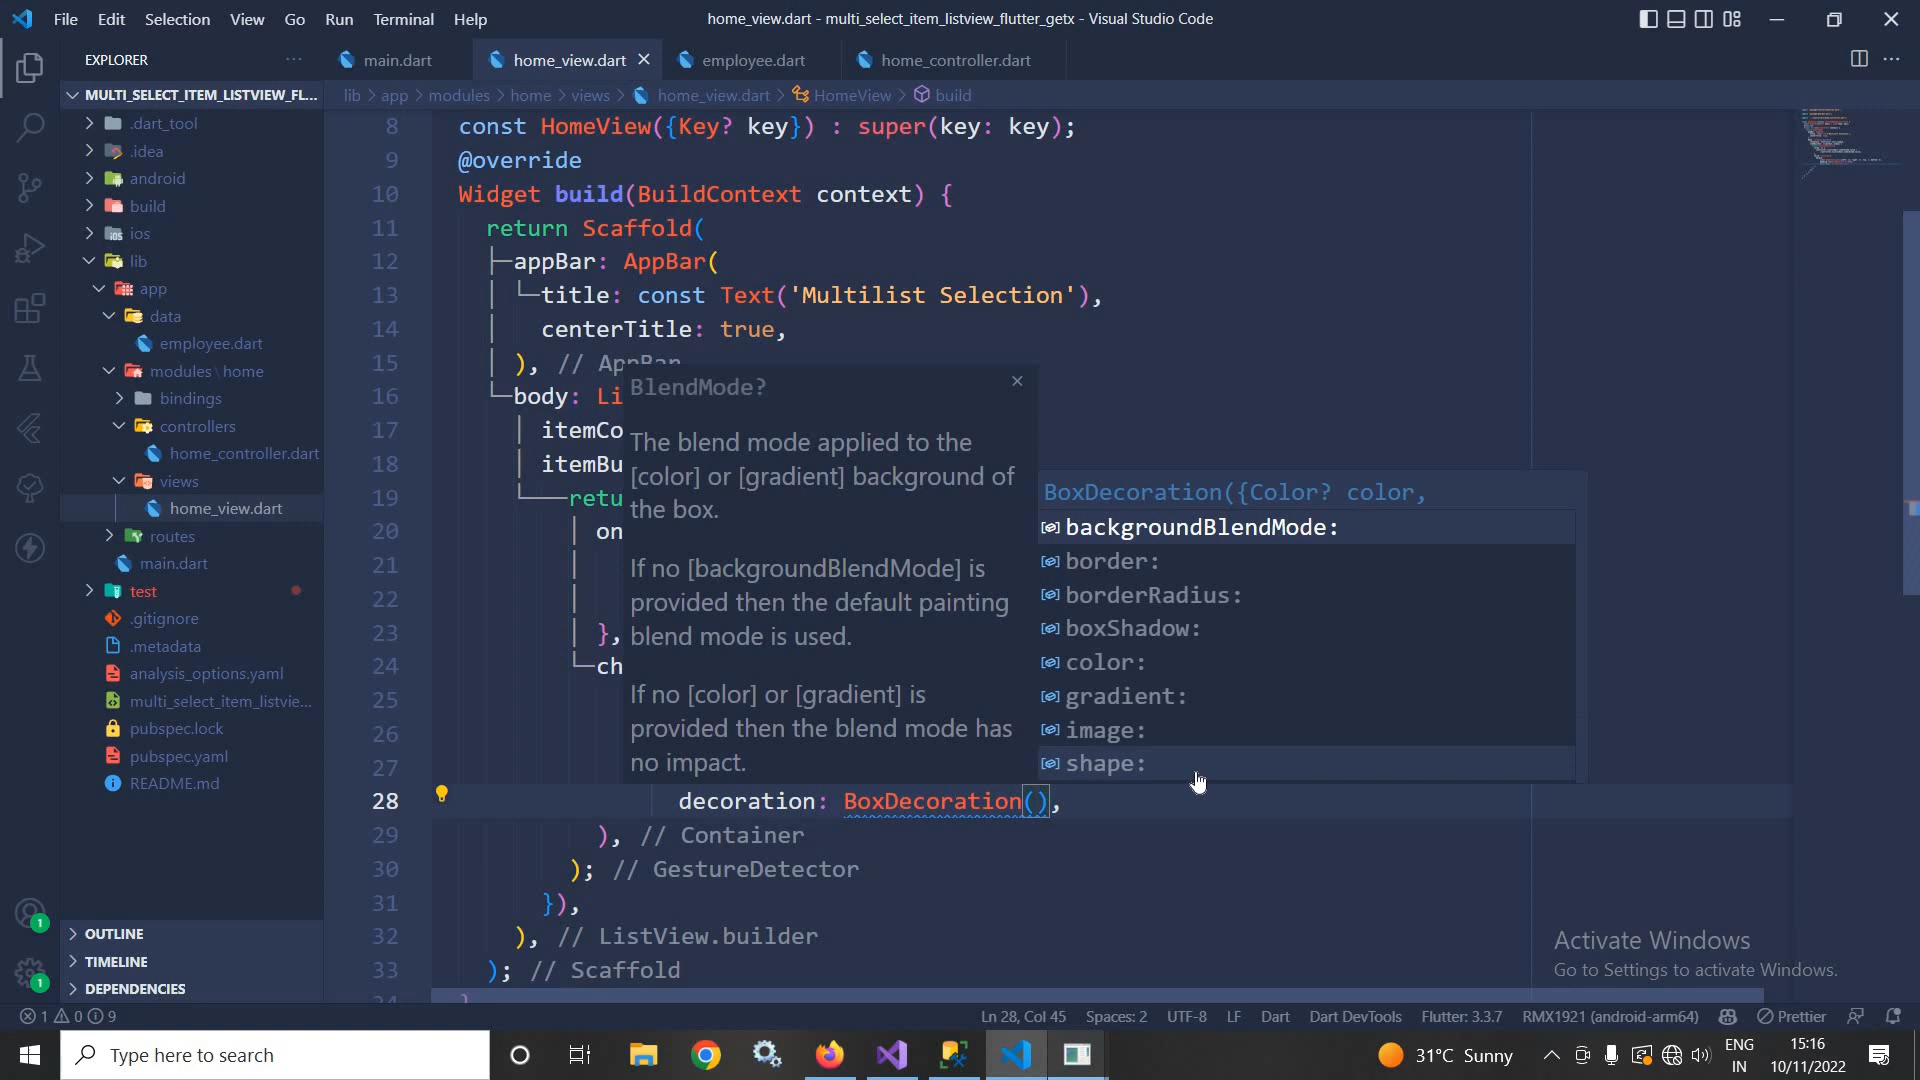 File Edit Selection View Go Run Terminal Help
home_view.dart - multi_select_item_listview_flutter_getx - Visual Studio Code
EXPLORER
main.dart
home_view.dart
employee.dart
home_controller.dart
MULTI_SELECT_ITEM_LISTVIEW_FL...
lib > app > modules > home > views > home_view.dart > HomeView > build
.dart_tool
.idea
android
build
ios
lib
app
data
employee.dart
modules \ home
bindings
controllers
home_controller.dart
views
home_view.dart
routes
main.dart
test
.gitignore
.metadata
analysis_options.yaml
multi_select_item_listvie...
pubspec.lock
pubspec.yaml
README.md
OUTLINE
TIMELINE
DEPENDENCIES
8 const HomeView({Key? key}) : super(key: key);
9 @override
10 Widget build(BuildContext context) {
11 return Scaffold(
12 appBar: AppBar(
13 title: const Text('Multilist Selection'),
14 centerTitle: true,
15 ), // AppBar
16 body: Li
17 itemCo
18 itemBu
19 retu
20 on
21
22
23 },
24 ch
25
26
27
28 decoration: BoxDecoration(),
29 ), // Container
30 ); // GestureDetector
31 }),
32 ), // ListView.builder
33 ); // Scaffold
BlendMode?
The blend mode applied to the
[color] or [gradient] background of
the box.
If no [backgroundBlendMode] is
provided then the default painting
blend mode is used.
If no [color] or [gradient] is
provided then the blend mode has
no impact.
BoxDecoration({Color? color,
backgroundBlendMode:
border:
borderRadius:
boxShadow:
color:
gradient:
image:
shape:
Activate Windows
Go to Settings to activate Windows.
1 0 9
Ln 28, Col 45 Spaces: 2 UTF-8 LF Dart Dart DevTools Flutter: 3.3.7 RMX1921 (android-arm64) Prettier
Type here to search
31°C Sunny
ENG
IN
15:16
10/11/2022
1
1